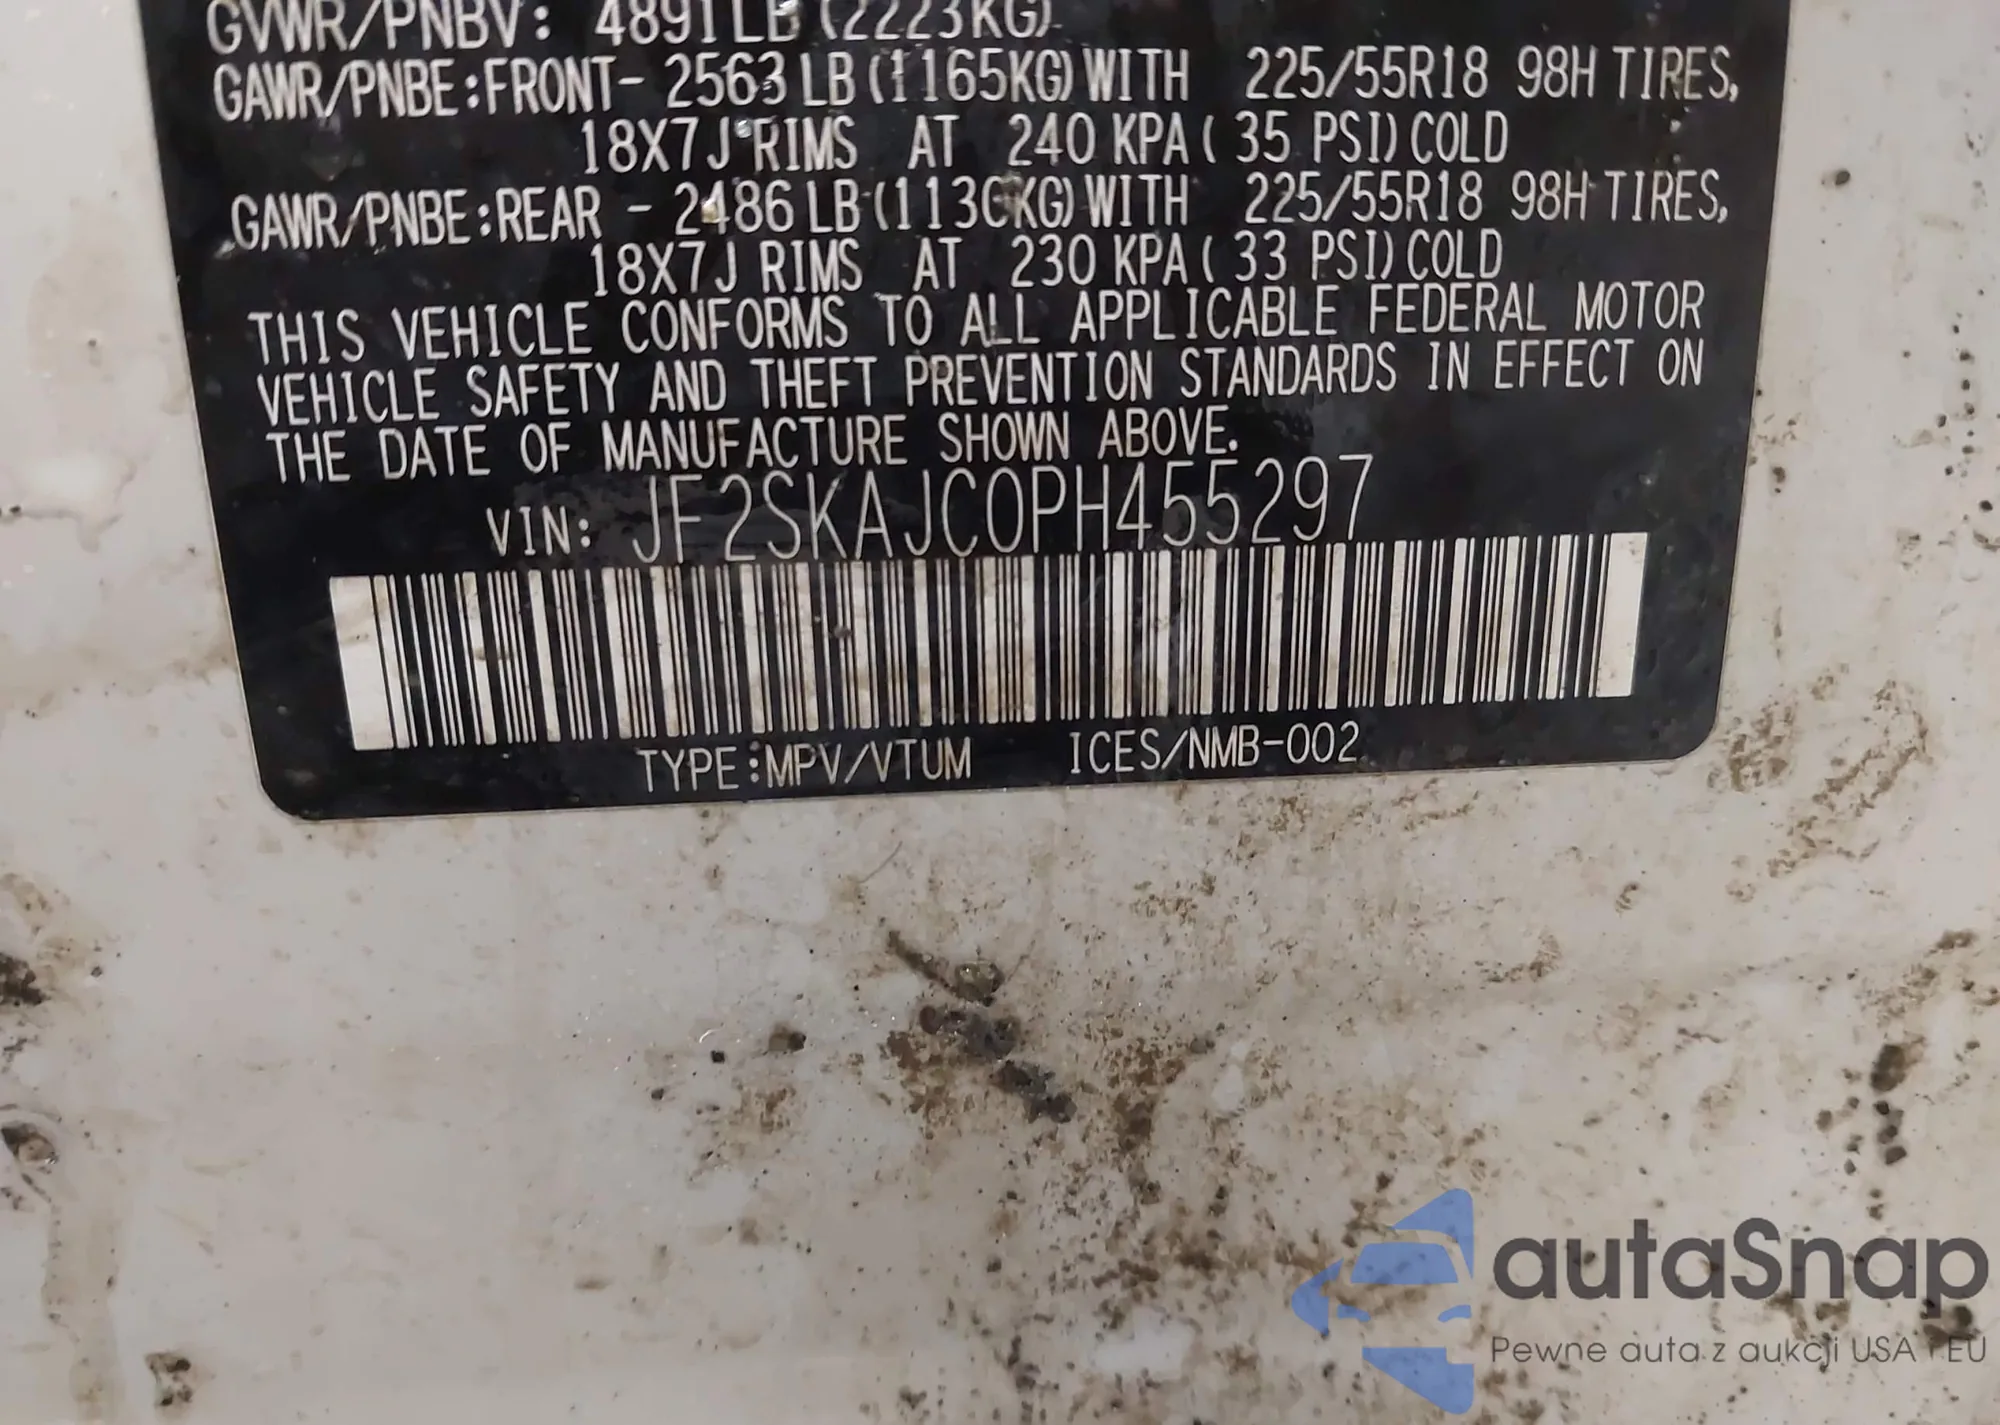 GVWR/PNBV: 4891LB (2223KG)
GAWR/PNBE:FRONT- 2563 LB(1165KG)WITH 225/55R18 98H TIRES,
18X7J RIMS AT 240 KPA( 35 PSI)COLD
GAWR/PNBE:REAR - 2486 LB(1130KG)WITH 225/55R18 98H TIRES,
18X7J RIMS AT 230 KPA( 33 PSI)COLD
THIS VEHICLE CONFORMS TO ALL APPLICABLE FEDERAL MOTOR
VEHICLE SAFETY AND THEFT PREVENTION STANDARDS IN EFFECT ON
THE DATE OF MANUFACTURE SHOWN ABOVE.
VIN: JF2SKAJC0PH455297
TYPE:MPV/VTUM ICES/NMB-002
autaSnap
Pewne auta z aukcji USA i EU